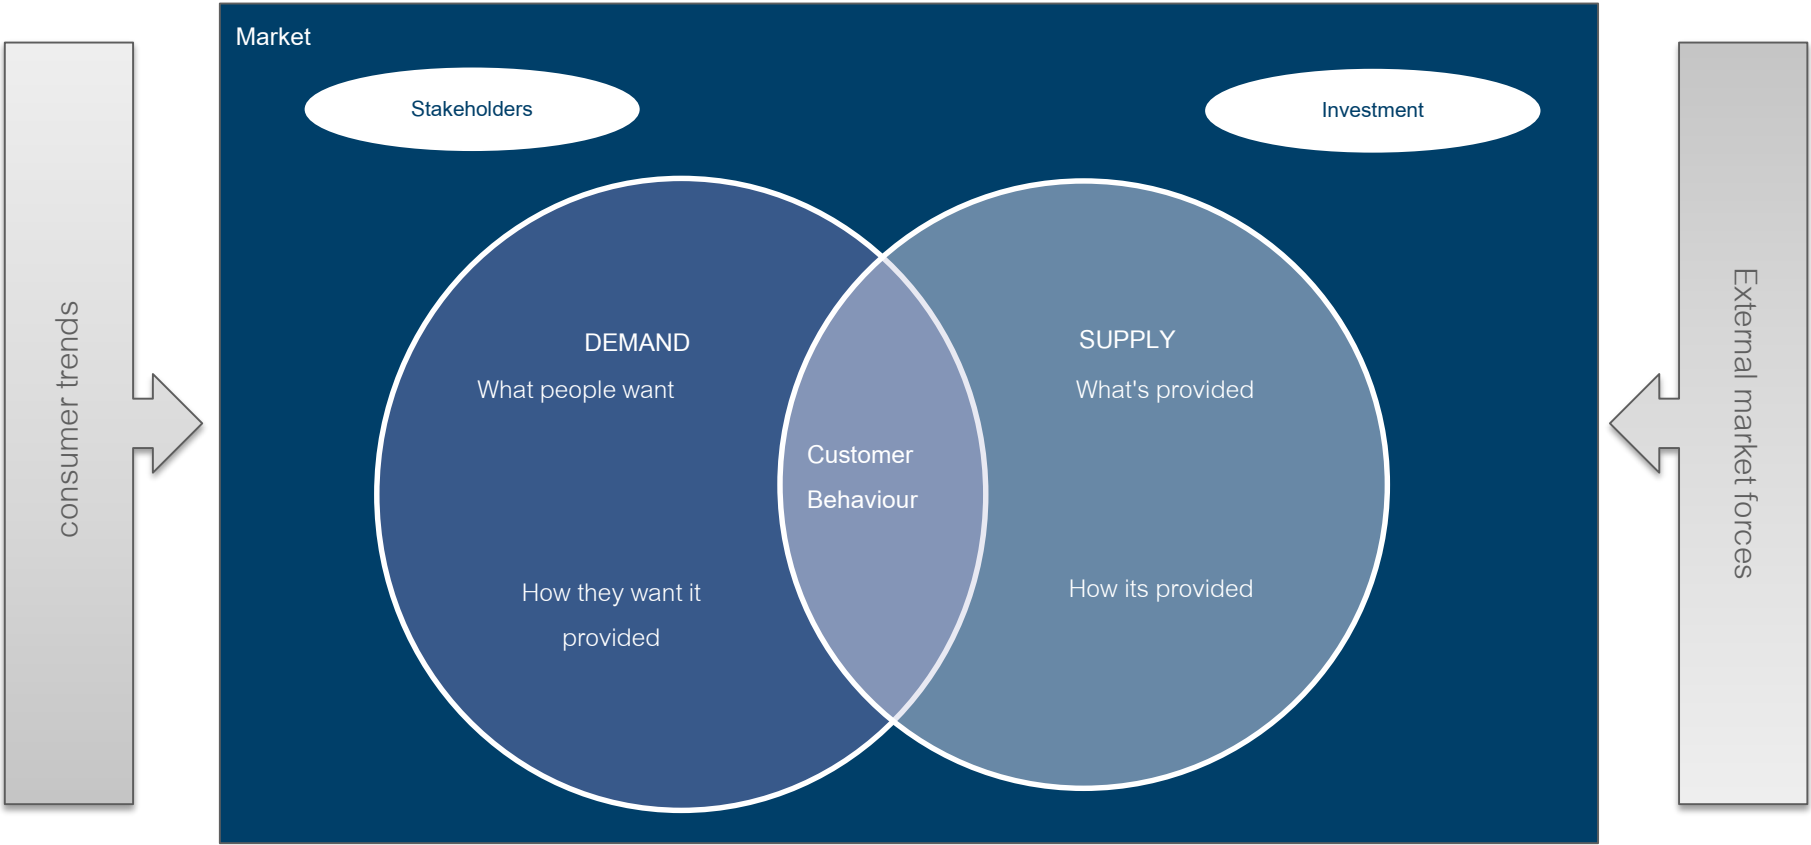 Market
Stakeholders
Investment
consumer trends
DEMAND
What people want
How they want it
provided
Customer
Behaviour
SUPPLY
What's provided
How its provided
External market forces